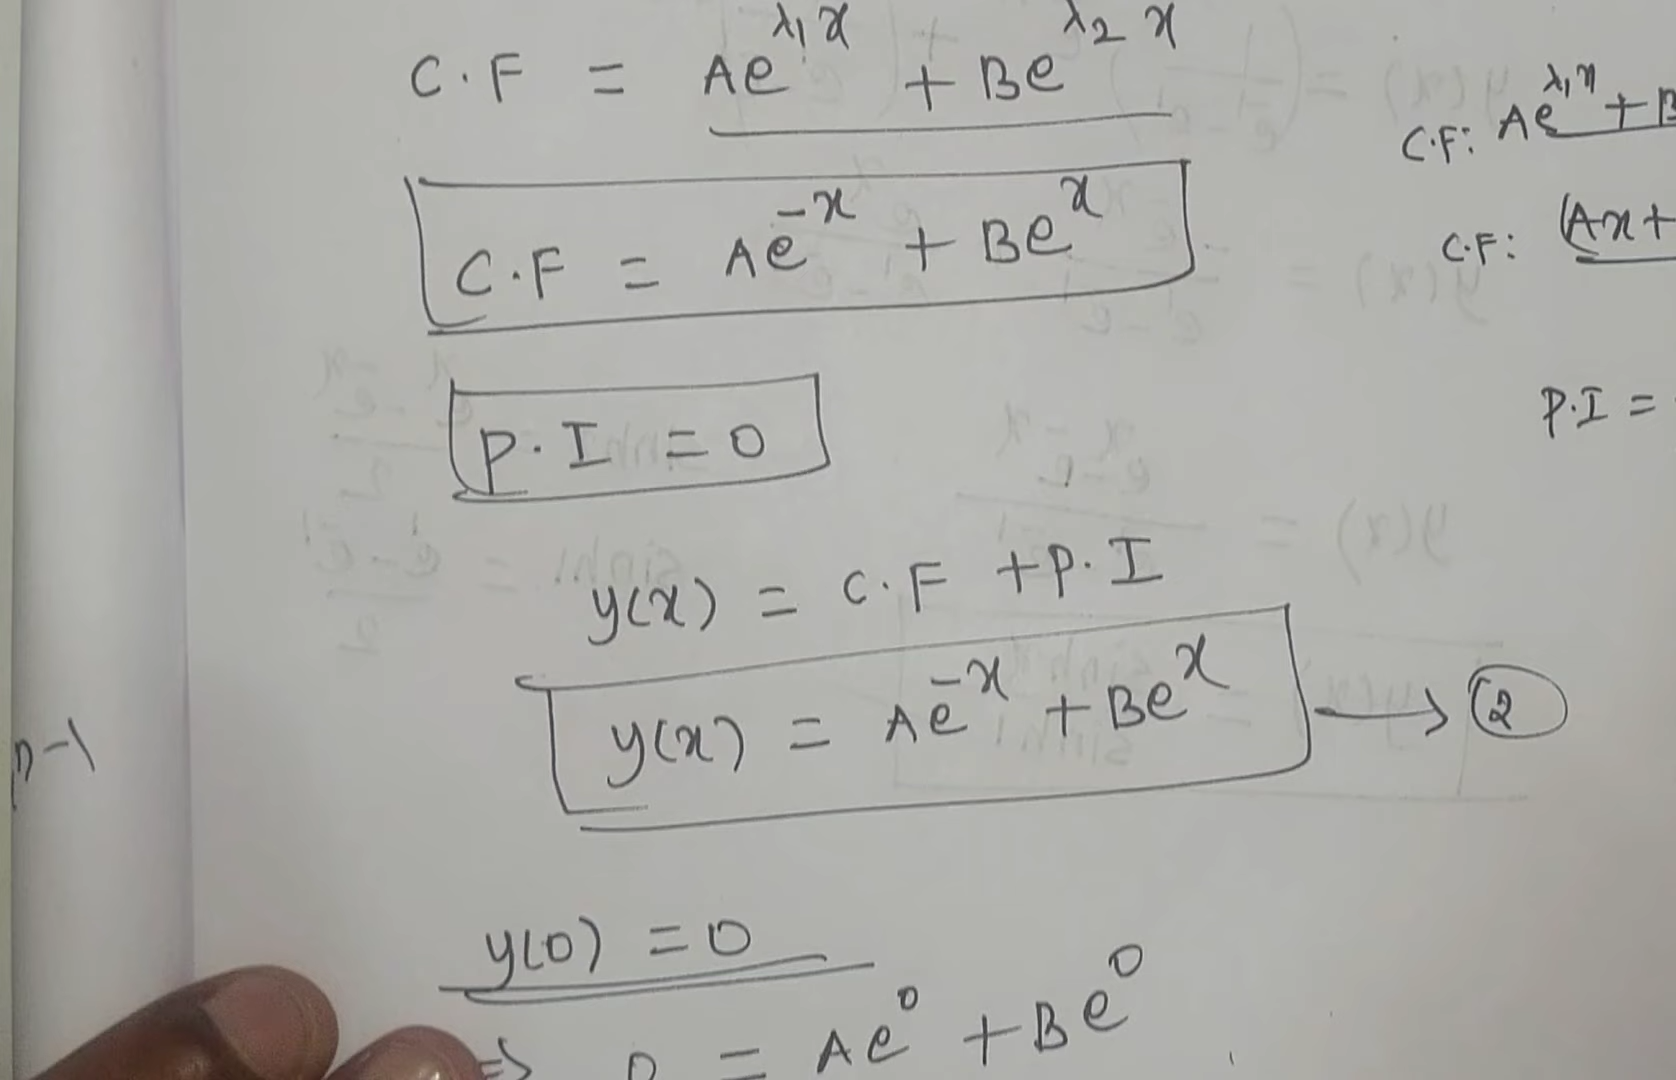 C.F = Ae^{λ₁x} + Be^{λ₂x}
C.F: Ae^{λ₁x} + B
C.F = Ae^{-x} + Be^{x}
C.F: (Ax+
P.I =
P.I = 0
y(x) = C.F + P.I
y(x) = Ae^{-x} + Be^{x} → ②
n-1
y(0) = 0
⇒ 0 = Ae^{0} + Be^{0}